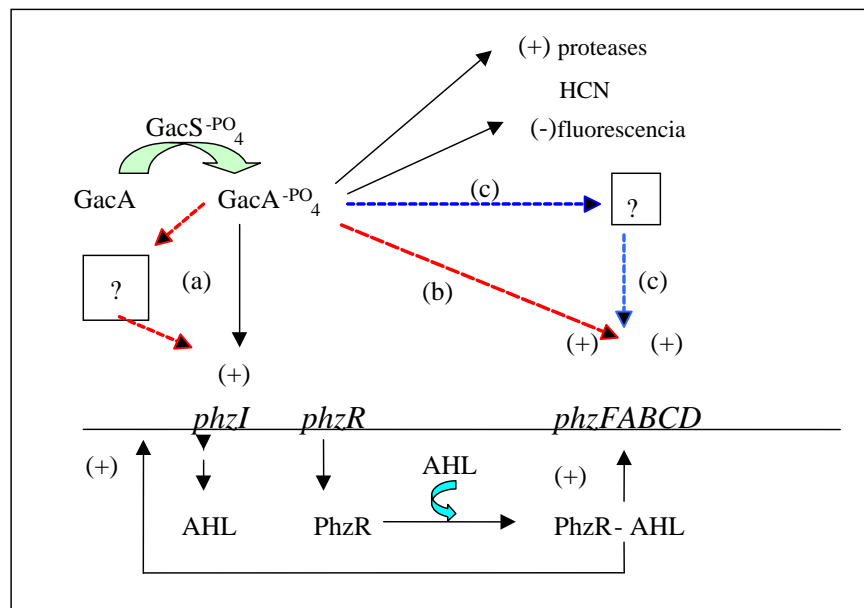 (+) proteases
HCN
GacS-PO4
(-)fluorescencia
GacA
GacA-PO4
(c)
?
?
(a)
(b)
(c)
(+)
(+)
(+)
phzI
phzR
phzFABCD
(+)
AHL
(+)
AHL
PhzR
PhzR- AHL